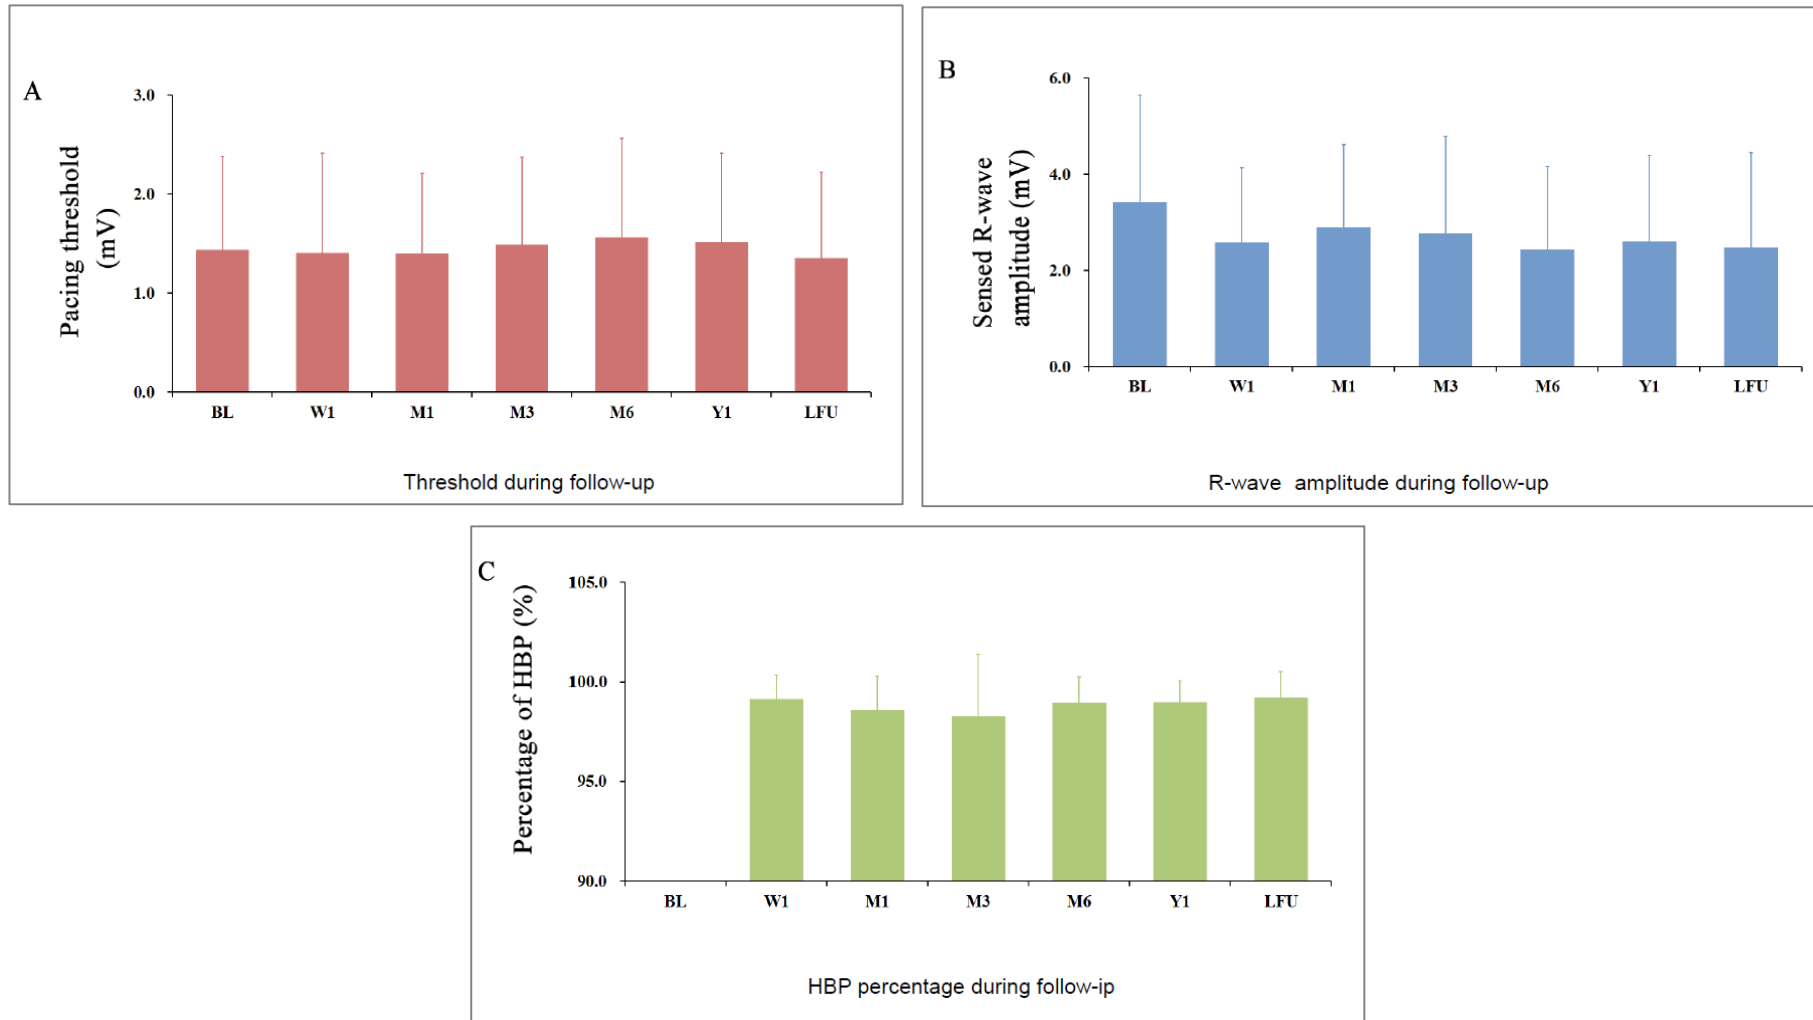 A
Pacing threshold
(mV)
3.0
2.0
1.0
0.0
BL W1 M1 M3 M6 Y1 LFU
Threshold during follow-up
B
Sensed R-wave
amplitude (mV)
6.0
4.0
2.0
0.0
BL W1 M1 M3 M6 Y1 LFU
R-wave amplitude during follow-up
C
Percentage of HBP (%)
105.0
100.0
95.0
90.0
BL W1 M1 M3 M6 Y1 LFU
HBP percentage during follow-ip